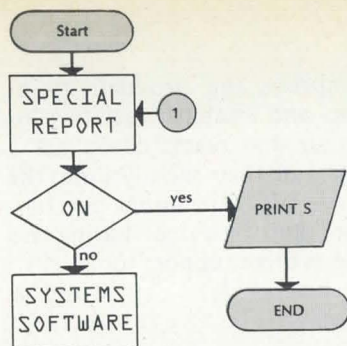 Start
SPECIAL
REPORT
1
ON
yes
PRINT S
no
END
SYSTEMS
SOFTWARE